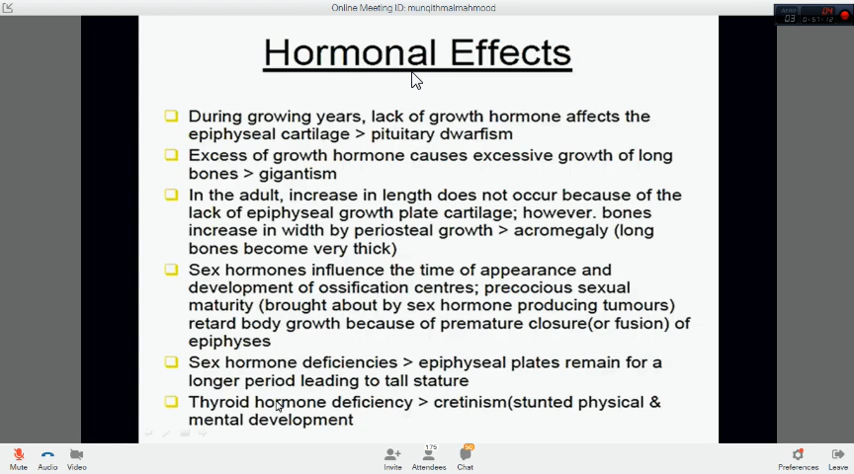 Online Meeting ID: munqithmalmahmood
04
03 0:57:12
Hormonal Effects
During growing years, lack of growth hormone affects the
epiphyseal cartilage > pituitary dwarfism
Excess of growth hormone causes excessive growth of long
bones > gigantism
In the adult, increase in length does not occur because of the
lack of epiphyseal growth plate cartilage; however. bones
increase in width by periosteal growth > acromegaly (long
bones become very thick)
Sex hormones influence the time of appearance and
development of ossification centres; precocious sexual
maturity (brought about by sex hormone producing tumours)
retard body growth because of premature closure(or fusion) of
epiphyses
Sex hormone deficiencies > epiphyseal plates remain for a
longer period leading to tall stature
Thyroid hormone deficiency > cretinism(stunted physical &
mental development
175
Mute Audio Video Invite Attendees Chat Preferences Leave